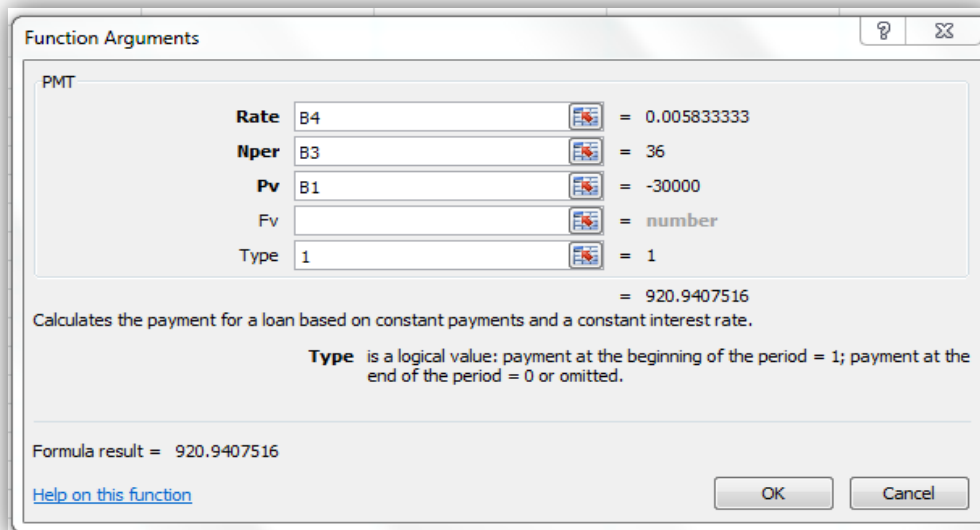 Function Arguments
PMT
Rate B4 = 0.005833333
Nper B3 = 36
Pv B1 = -30000
Fv = number
Type 1 = 1
= 920.9407516
Calculates the payment for a loan based on constant payments and a constant interest rate.
Type is a logical value: payment at the beginning of the period = 1; payment at the
end of the period = 0 or omitted.
Formula result = 920.9407516
Help on this function
OK Cancel